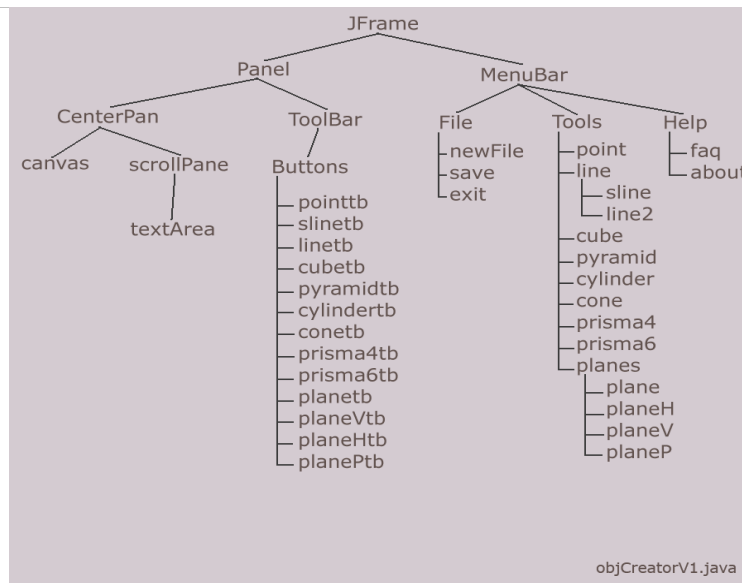 JFrame
Panel
MenuBar
CenterPan
ToolBar
File
Tools
Help
canvas
scrollPane
textArea
Buttons
pointtb
slinetb
linetb
cubetb
pyramidtb
cylindertb
conetb
prisma4tb
prisma6tb
planetb
planeVtb
planeHtb
planePtb
newFile
save
exit
point
line
sline
line2
cube
pyramid
cylinder
cone
prisma4
prisma6
planes
plane
planeH
planeV
planeP
faq
about
objCreatorV1.java